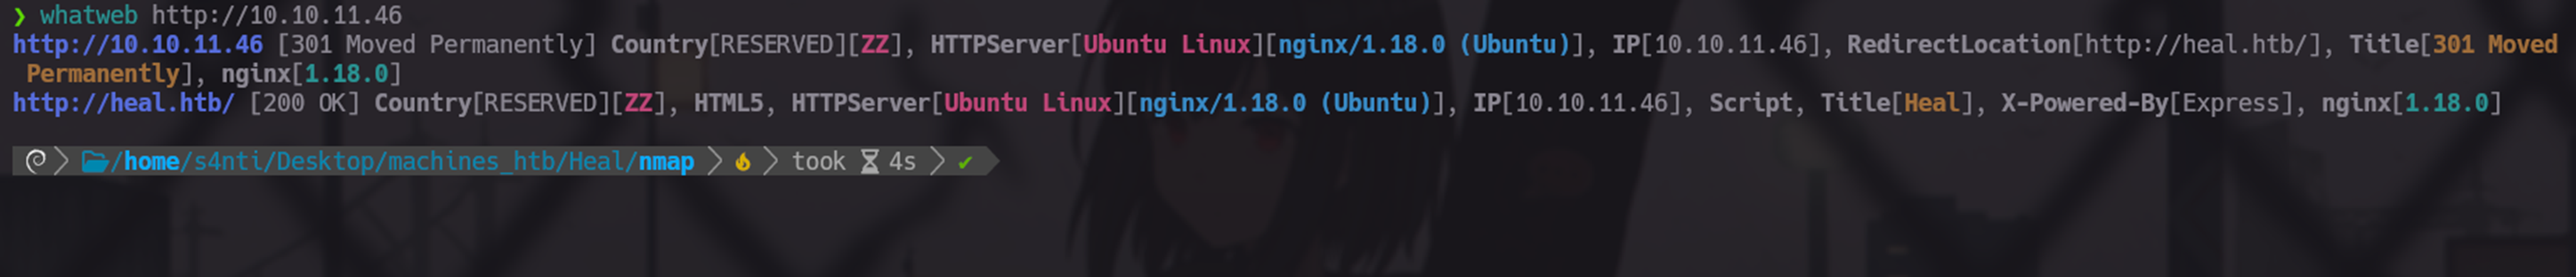 ❯ whatweb http://10.10.11.46
http://10.10.11.46 [301 Moved Permanently] Country[RESERVED][ZZ], HTTPServer[Ubuntu Linux][nginx/1.18.0 (Ubuntu)], IP[10.10.11.46], RedirectLocation[http://heal.htb/], Title[301 Moved
Permanently], nginx[1.18.0]
http://heal.htb/ [200 OK] Country[RESERVED][ZZ], HTML5, HTTPServer[Ubuntu Linux][nginx/1.18.0 (Ubuntu)], IP[10.10.11.46], Script, Title[Heal], X-Powered-By[Express], nginx[1.18.0]
/home/s4nti/Desktop/machines_htb/Heal/nmap took 4s ✔